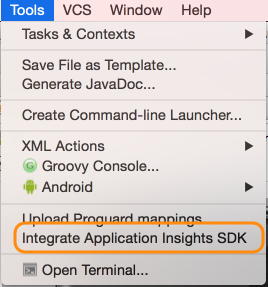 Tools VCS Window Help
Tasks & Contexts
Save File as Template...
Generate JavaDoc...
Create Command-line Launcher...
XML Actions
G Groovy Console...
Android
Upload Proguard mappings
Integrate Application Insights SDK
Open Terminal...